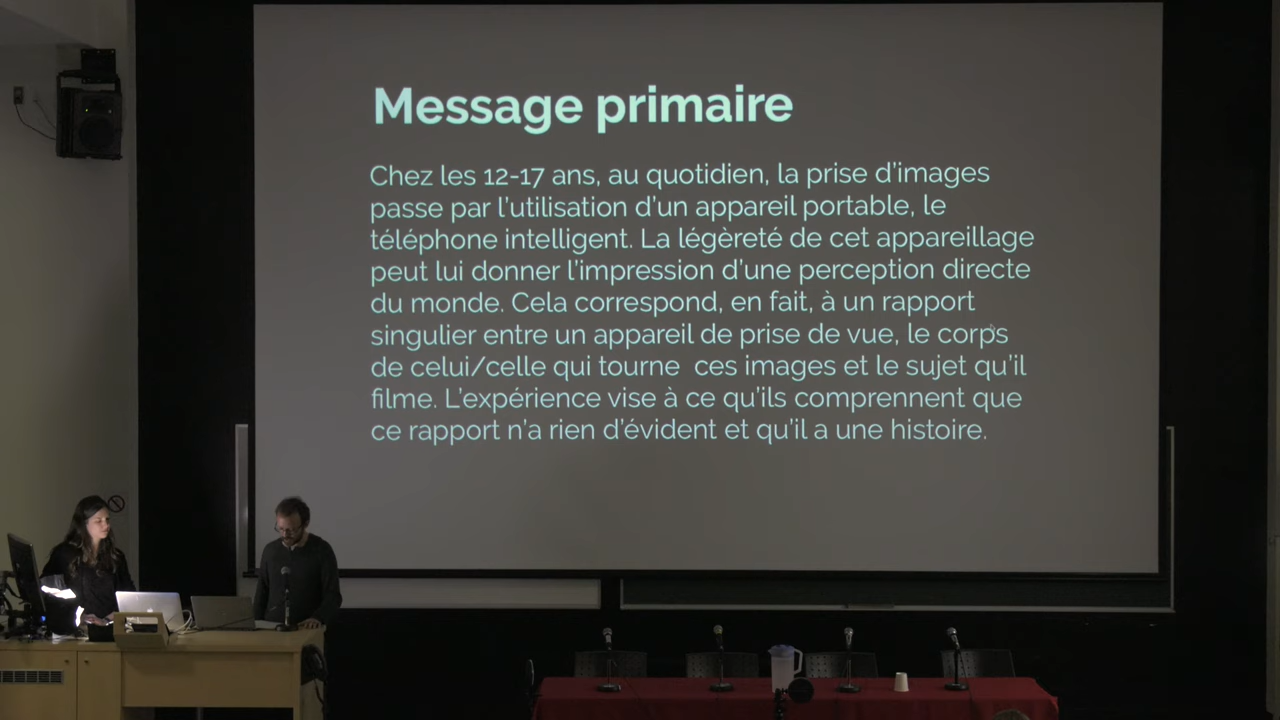 Message primaire
Chez les 12-17 ans, au quotidien, la prise d'images
passe par l'utilisation d'un appareil portable, le
téléphone intelligent. La légèreté de cet appareillage
peut lui donner l'impression d'une perception directe
du monde. Cela correspond, en fait, à un rapport
singulier entre un appareil de prise de vue, le corps
de celui/celle qui tourne  ces images et le sujet qu'il
filme. L'expérience vise à ce qu'ils comprennent que
ce rapport n'a rien d'évident et qu'il a une histoire.